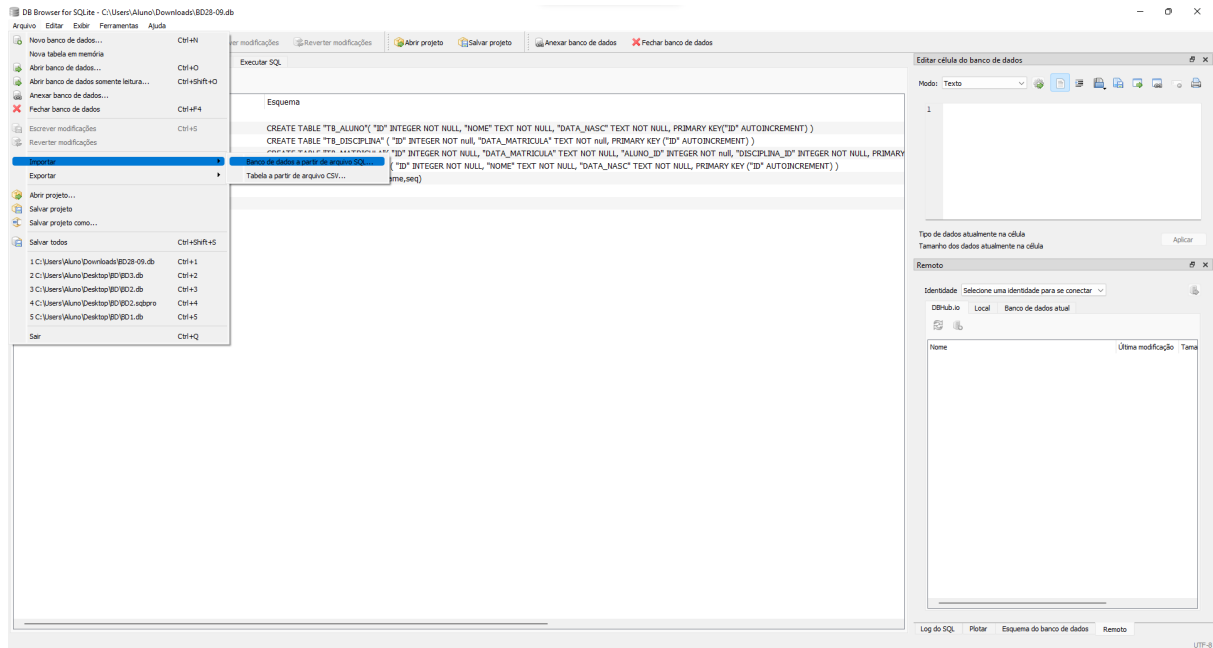 DB Browser for SQLite - C:\Users\Aluno\Downloads\BD28-09.db
Arquivo Editar Exibir Ferramentas Ajuda
Novo banco de dados... Ctrl+N
Nova tabela em memória
Abrir banco de dados... Ctrl+O
Abrir banco de dados somente leitura... Ctrl+Shift+O
Anexar banco de dados...
Fechar banco de dados Ctrl+F4
Escrever modificações Ctrl+S
Reverter modificações
Importar
Exportar
Abrir projeto...
Salvar projeto
Salvar projeto como...
Salvar todos Ctrl+Shift+S
1 C:\Users\Aluno\Downloads\BD28-09.db Ctrl+1
2 C:\Users\Aluno\Desktop\BD\BD3.db Ctrl+2
3 C:\Users\Aluno\Desktop\BD\BD2.db Ctrl+3
4 C:\Users\Aluno\Desktop\BD\BD2.sqbpro Ctrl+4
5 C:\Users\Aluno\Desktop\BD\BD1.db Ctrl+5
Sair Ctrl+Q
Banco de dados a partir de arquivo SQL...
Tabela a partir de arquivo CSV...
er modificações Reverter modificações Abrir projeto Salvar projeto Anexar banco de dados Fechar banco de dados
Executar SQL
Esquema
CREATE TABLE "TB_ALUNO"( "ID" INTEGER NOT NULL, "NOME" TEXT NOT NULL, "DATA_NASC" TEXT NOT NULL, PRIMARY KEY("ID" AUTOINCREMENT) )
CREATE TABLE "TB_DISCIPLINA" ( "ID" INTEGER NOT null, "DATA_MATRICULA" TEXT NOT null, PRIMARY KEY ("ID" AUTOINCREMENT) )
CREATE TABLE "TB_MATRICULA"( "ID" INTEGER NOT NULL, "DATA_MATRICULA" TEXT NOT NULL, "ALUNO_ID" INTEGER NOT null, "DISCIPLINA_ID" INTEGER NOT NULL, PRIMARY
( "ID" INTEGER NOT NULL, "NOME" TEXT NOT NULL, "DATA_NASC" TEXT NOT NULL, PRIMARY KEY ("ID" AUTOINCREMENT) )
me,seq)
Editar célula do banco de dados
Modo: Texto
1
Tipo de dados atualmente na célula
Tamanho dos dados atualmente na célula
Aplicar
Remoto
Identidade Selecione uma identidade para se conectar
DBHub.io Local Banco de dados atual
Nome Última modificação Tama
Log do SQL Plotar Esquema do banco de dados Remoto
UTF-8